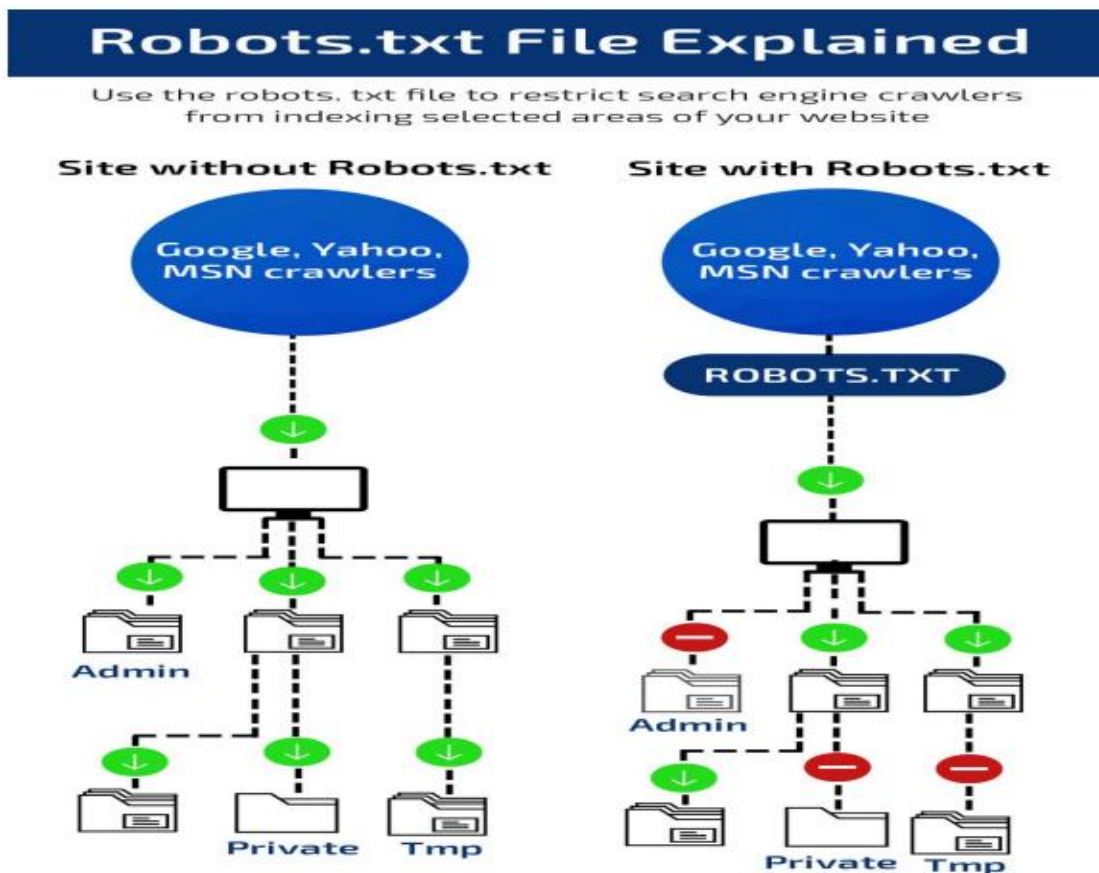 Robots.txt File Explained
Use the robots. txt file to restrict search engine crawlers
from indexing selected areas of your website
Site without Robots.txt
Google, Yahoo,
MSN crawlers
Admin
Private
Tmp
Site with Robots.txt
Google, Yahoo,
MSN crawlers
ROBOTS.TXT
Admin
Private
Tmp